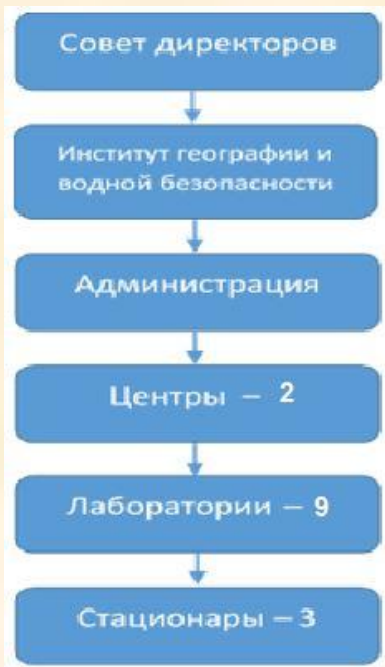 Совет директоров
Институт географии и
водной безопасности
Администрация
Центры – 2
Лаборатории – 9
Стационары – 3